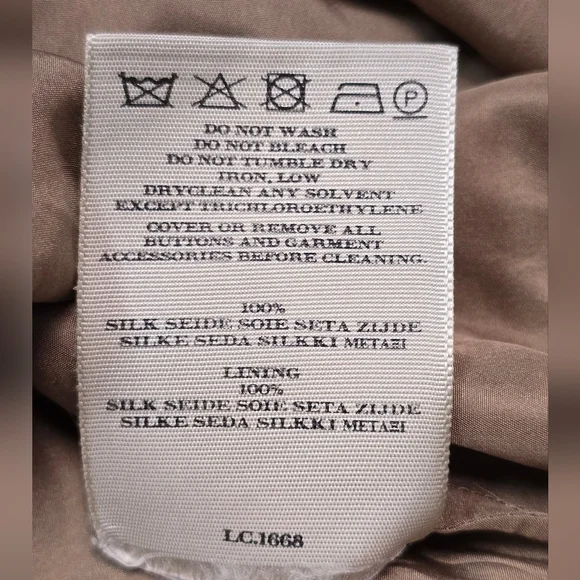 P
DO NOT WASH
DO NOT BLEACH
DO NOT TUMBLE DRY
IRON, LOW
DRYCLEAN ANY SOLVENT
EXCEPT TRICHLOROETHYLENE
COVER OR REMOVE ALL
BUTTONS AND GARMENT
ACCESSORIES BEFORE CLEANING.
100%
SILK SEIDE SOIE SETA ZIJDE
SILKE SEDA SILKKI ΜΕΤΑΞΙ
LINING
100%
SILK SEIDE SOIE SETA ZIJDE
SILKE SEDA SILKKI ΜΕΤΑΞΙ
LC.1668